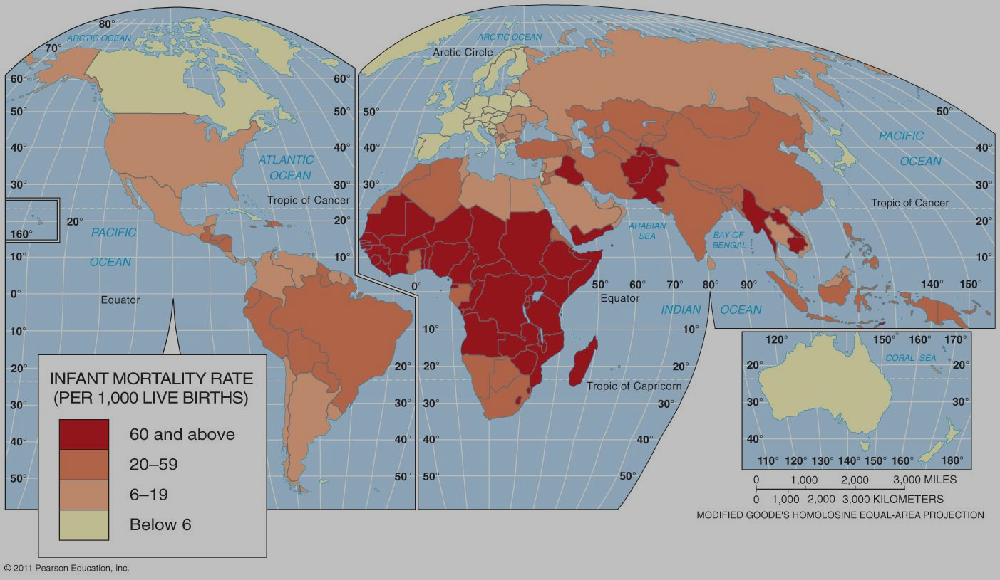 80°
ARCTIC OCEAN
70°
60°
50°
40°
30°
20°
160°
10°
0°
10°
20°
30°
40°
50°
60°
50°
40°
30°
20°
10°
20°
30°
40°
50°
ATLANTIC
OCEAN
Tropic of Cancer
PACIFIC
OCEAN
Equator
ARCTIC OCEAN
Arctic Circle
50°
40°
30°
0°
10°
20°
30°
40°
50°
50°
40°
30°
20°
10°
PACIFIC
OCEAN
Tropic of Cancer
ARABIAN
SEA
BAY OF
BENGAL
50°
60°
70°
80°
90°
140°
150°
Equator
INDIAN
OCEAN
10°
20°
Tropic of Capricorn
30°
40°
50°
120°
150°
160°
170°
CORAL SEA
20°
20°
30°
30°
40°
110°
120°
130°
140°
150°
160°
180°
0 1,000 2,000 3,000 MILES
0 1,000 2,000 3,000 KILOMETERS
MODIFIED GOODE'S HOMOLOSINE EQUAL-AREA PROJECTION
INFANT MORTALITY RATE
(PER 1,000 LIVE BIRTHS)
60 and above
20–59
6–19
Below 6
© 2011 Pearson Education, Inc.